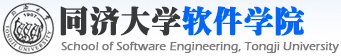 同济大学软件学院
School of Software Engineering, Tongji University